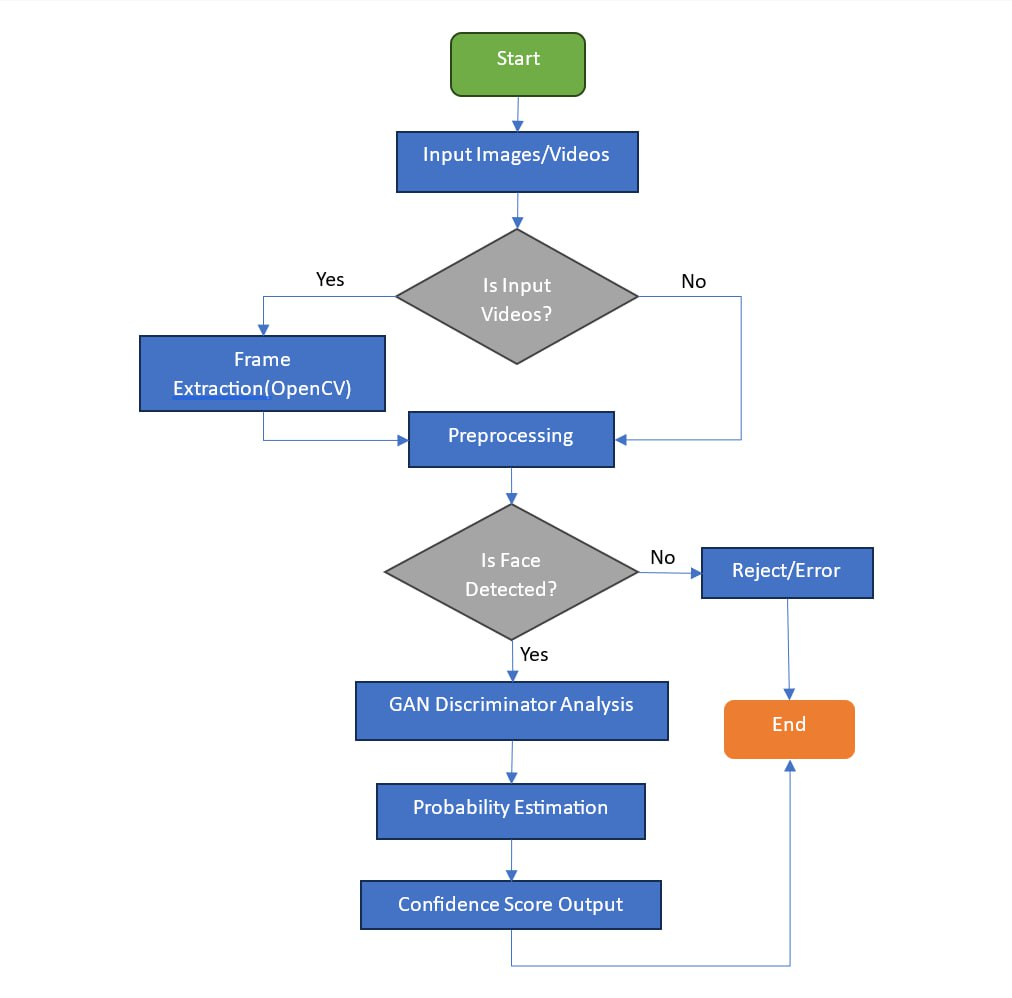 Start
Input Images/Videos
Is Input
Videos?
Yes
No
Frame
Extraction(OpenCV)
Preprocessing
Is Face
Detected?
No
Reject/Error
Yes
GAN Discriminator Analysis
End
Probability Estimation
Confidence Score Output